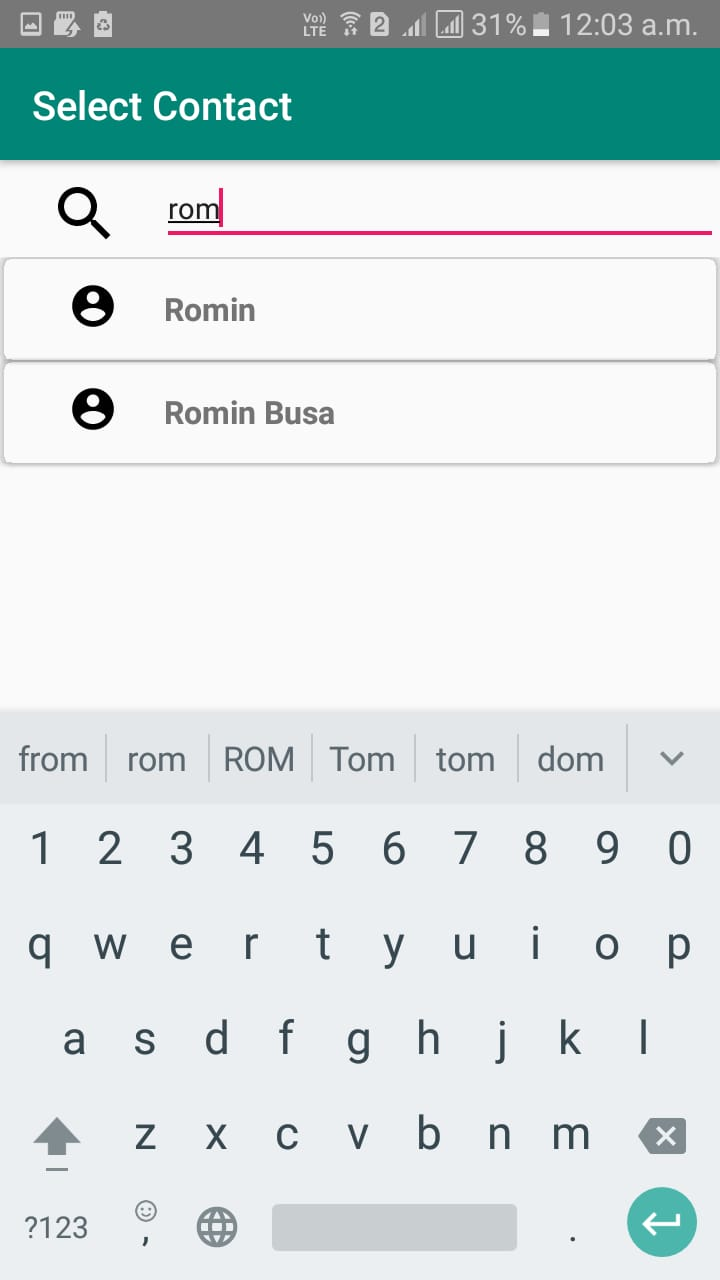 Vo)) LTE 2 31% 12:03 a.m.
Select Contact
rom
Romin
Romin Busa
from rom ROM Tom tom dom
1 2 3 4 5 6 7 8 9 0
q w e r t y u i o p
a s d f g h j k l
z x c v b n m
?123 , .